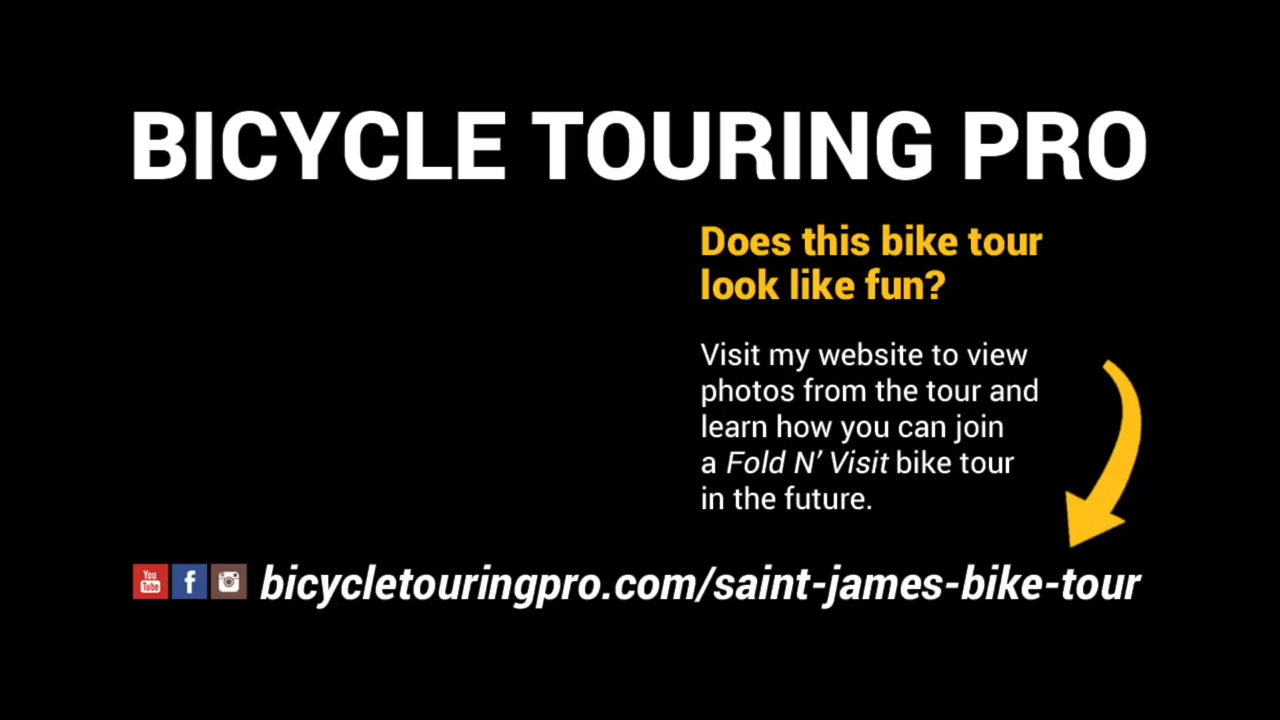 BICYCLE TOURING PRO
Does this bike tour
look like fun?
Visit my website to view
photos from the tour and
learn how you can join
a Fold N’ Visit bike tour
in the future.
You
Tube
f
bicycletouringpro.com/saint-james-bike-tour